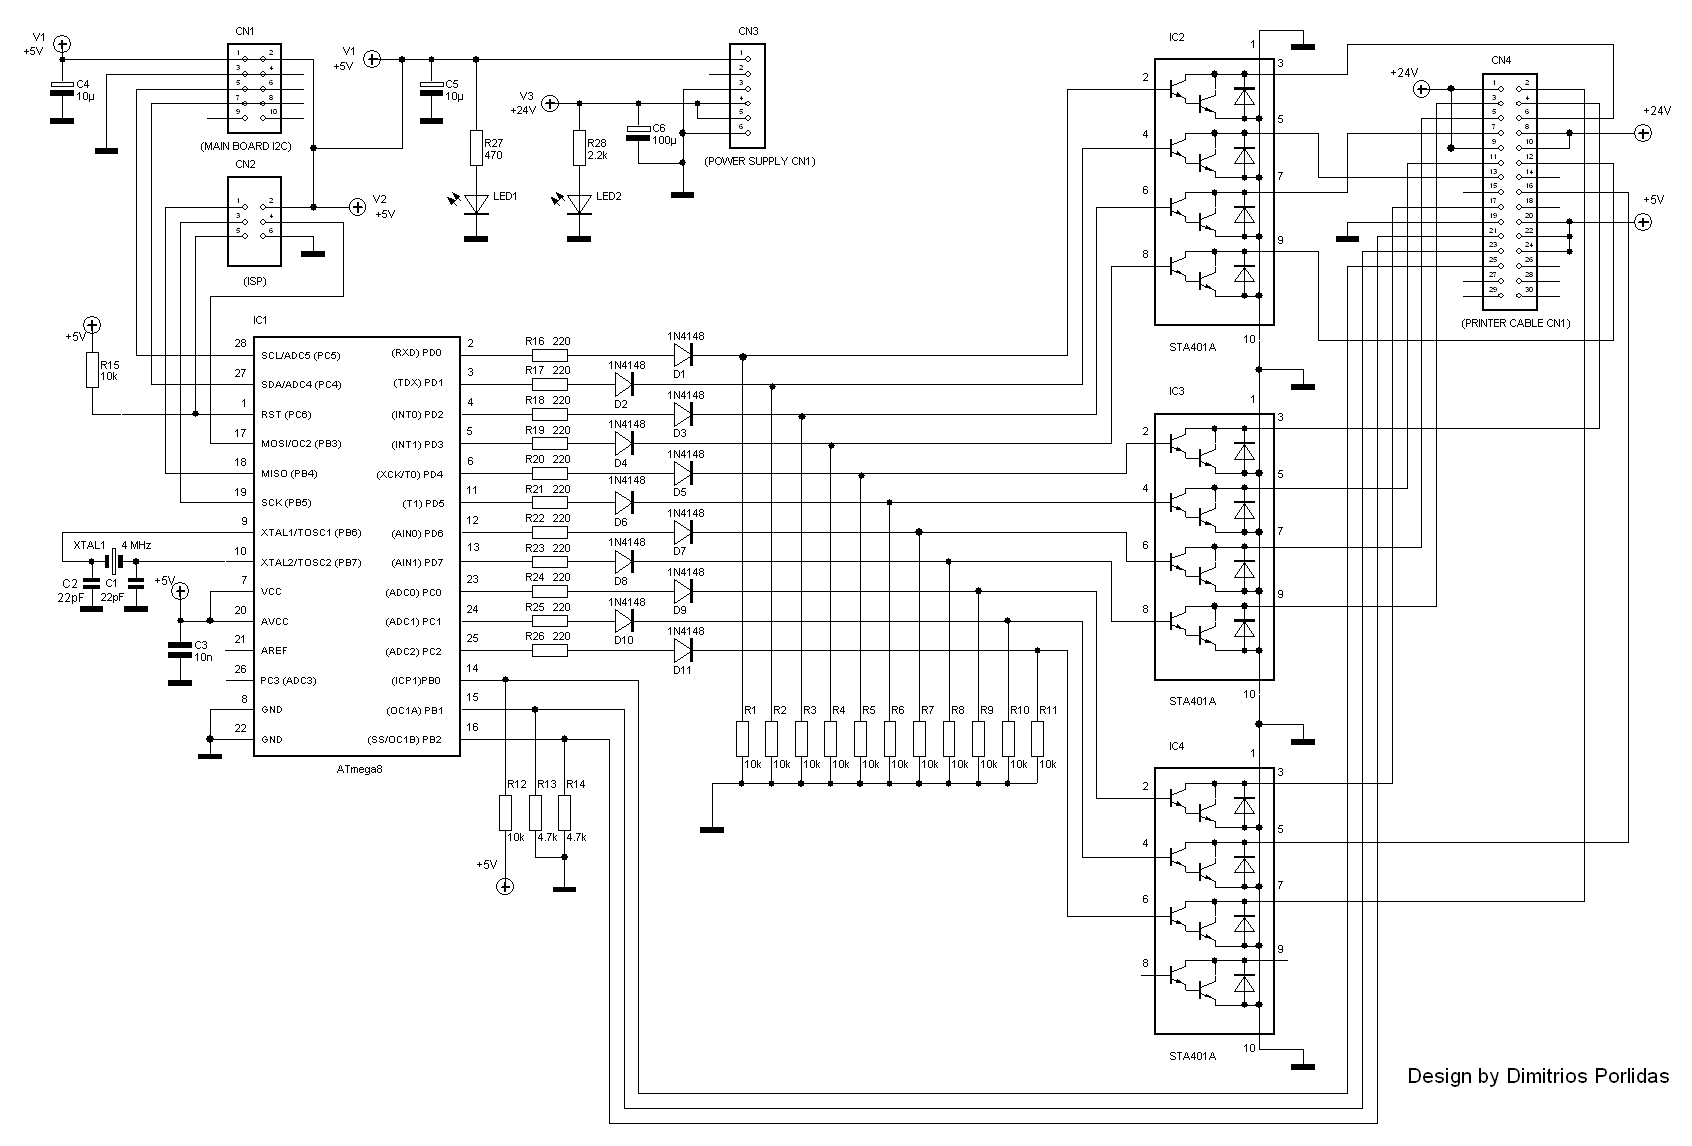 V1
+5V
C4
10µ
CN1
1 2
3 4
5 6
7 8
9 10
(MAIN BOARD I2C)
CN2
1 2
3 4
5 6
(ISP)
V2
+5V
V1
+5V
C5
10µ
R27
470
LED1
V3
+24V
R28
2.2k
LED2
C6
100µ
CN3
1
2
3
4
5
6
(POWER SUPPLY CN1)
+5V
R15
10k
XTAL1 4 MHz
C2
22pF
C1
22pF
+5V
C3
10n
IC1
28 SCL/ADC5 (PC5)
27 SDA/ADC4 (PC4)
1 RST (PC6)
17 MOSI/OC2 (PB3)
18 MISO (PB4)
19 SCK (PB5)
9 XTAL1/TOSC1 (PB6)
10 XTAL2/TOSC2 (PB7)
7 VCC
20 AVCC
21 AREF
26 PC3 (ADC3)
8 GND
22 GND
(RXD) PD0 2
(TDX) PD1 3
(INT0) PD2 4
(INT1) PD3 5
(XCK/T0) PD4 6
(T1) PD5 11
(AIN0) PD6 12
(AIN1) PD7 13
(ADC0) PC0 23
(ADC1) PC1 24
(ADC2) PC2 25
(ICP1)PB0 14
(OC1A) PB1 15
(SS/OC1B) PB2 16
ATmega8
R16 220
1N4148
D1
R17 220
1N4148
D2
R18 220
1N4148
D3
R19 220
1N4148
D4
R20 220
1N4148
D5
R21 220
1N4148
D6
R22 220
1N4148
D7
R23 220
1N4148
D8
R24 220
1N4148
D9
R25 220
1N4148
D10
R26 220
1N4148
D11
R1 R2 R3 R4 R5 R6 R7 R8 R9 R10 R11
10k 10k 10k 10k 10k 10k 10k 10k 10k 10k 10k
R12 R13 R14
10k 4.7k 4.7k
+5V
IC2
1
2 3
5
4
7
6
9
8
10
STA401A
IC3
1
2 3
5
4
7
6
9
8
10
STA401A
IC4
1
2 3
5
4
7
6
9
8
10
STA401A
CN4
+24V
+24V
+5V
1 2
3 4
5 6
7 8
9 10
11 12
13 14
15 16
17 18
19 20
21 22
23 24
25 26
27 28
29 30
(PRINTER CABLE CN1)
Design by Dimitrios Porlidas